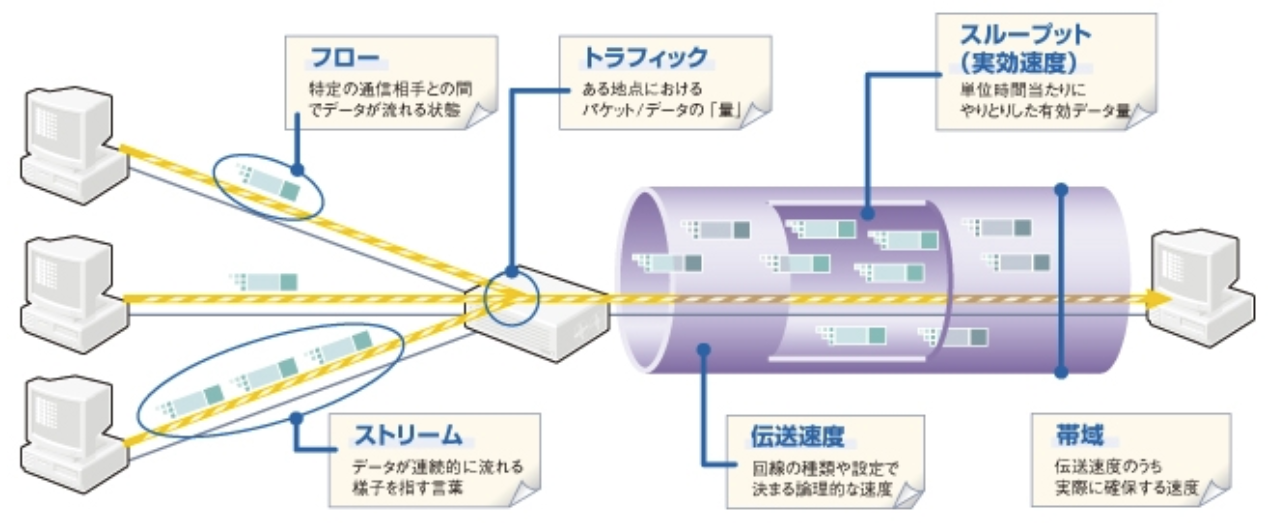 フロー
特定の通信相手との間
でデータが流れる状態
トラフィック
ある地点における
パケット/データの「量」
スループット
(実効速度)
単位時間当たりに
やりとりした有効データ量
ストリーム
データが連続的に流れる
様子を指す言葉
伝送速度
回線の種類や設定で
決まる論理的な速度
帯域
伝送速度のうち
実際に確保する速度